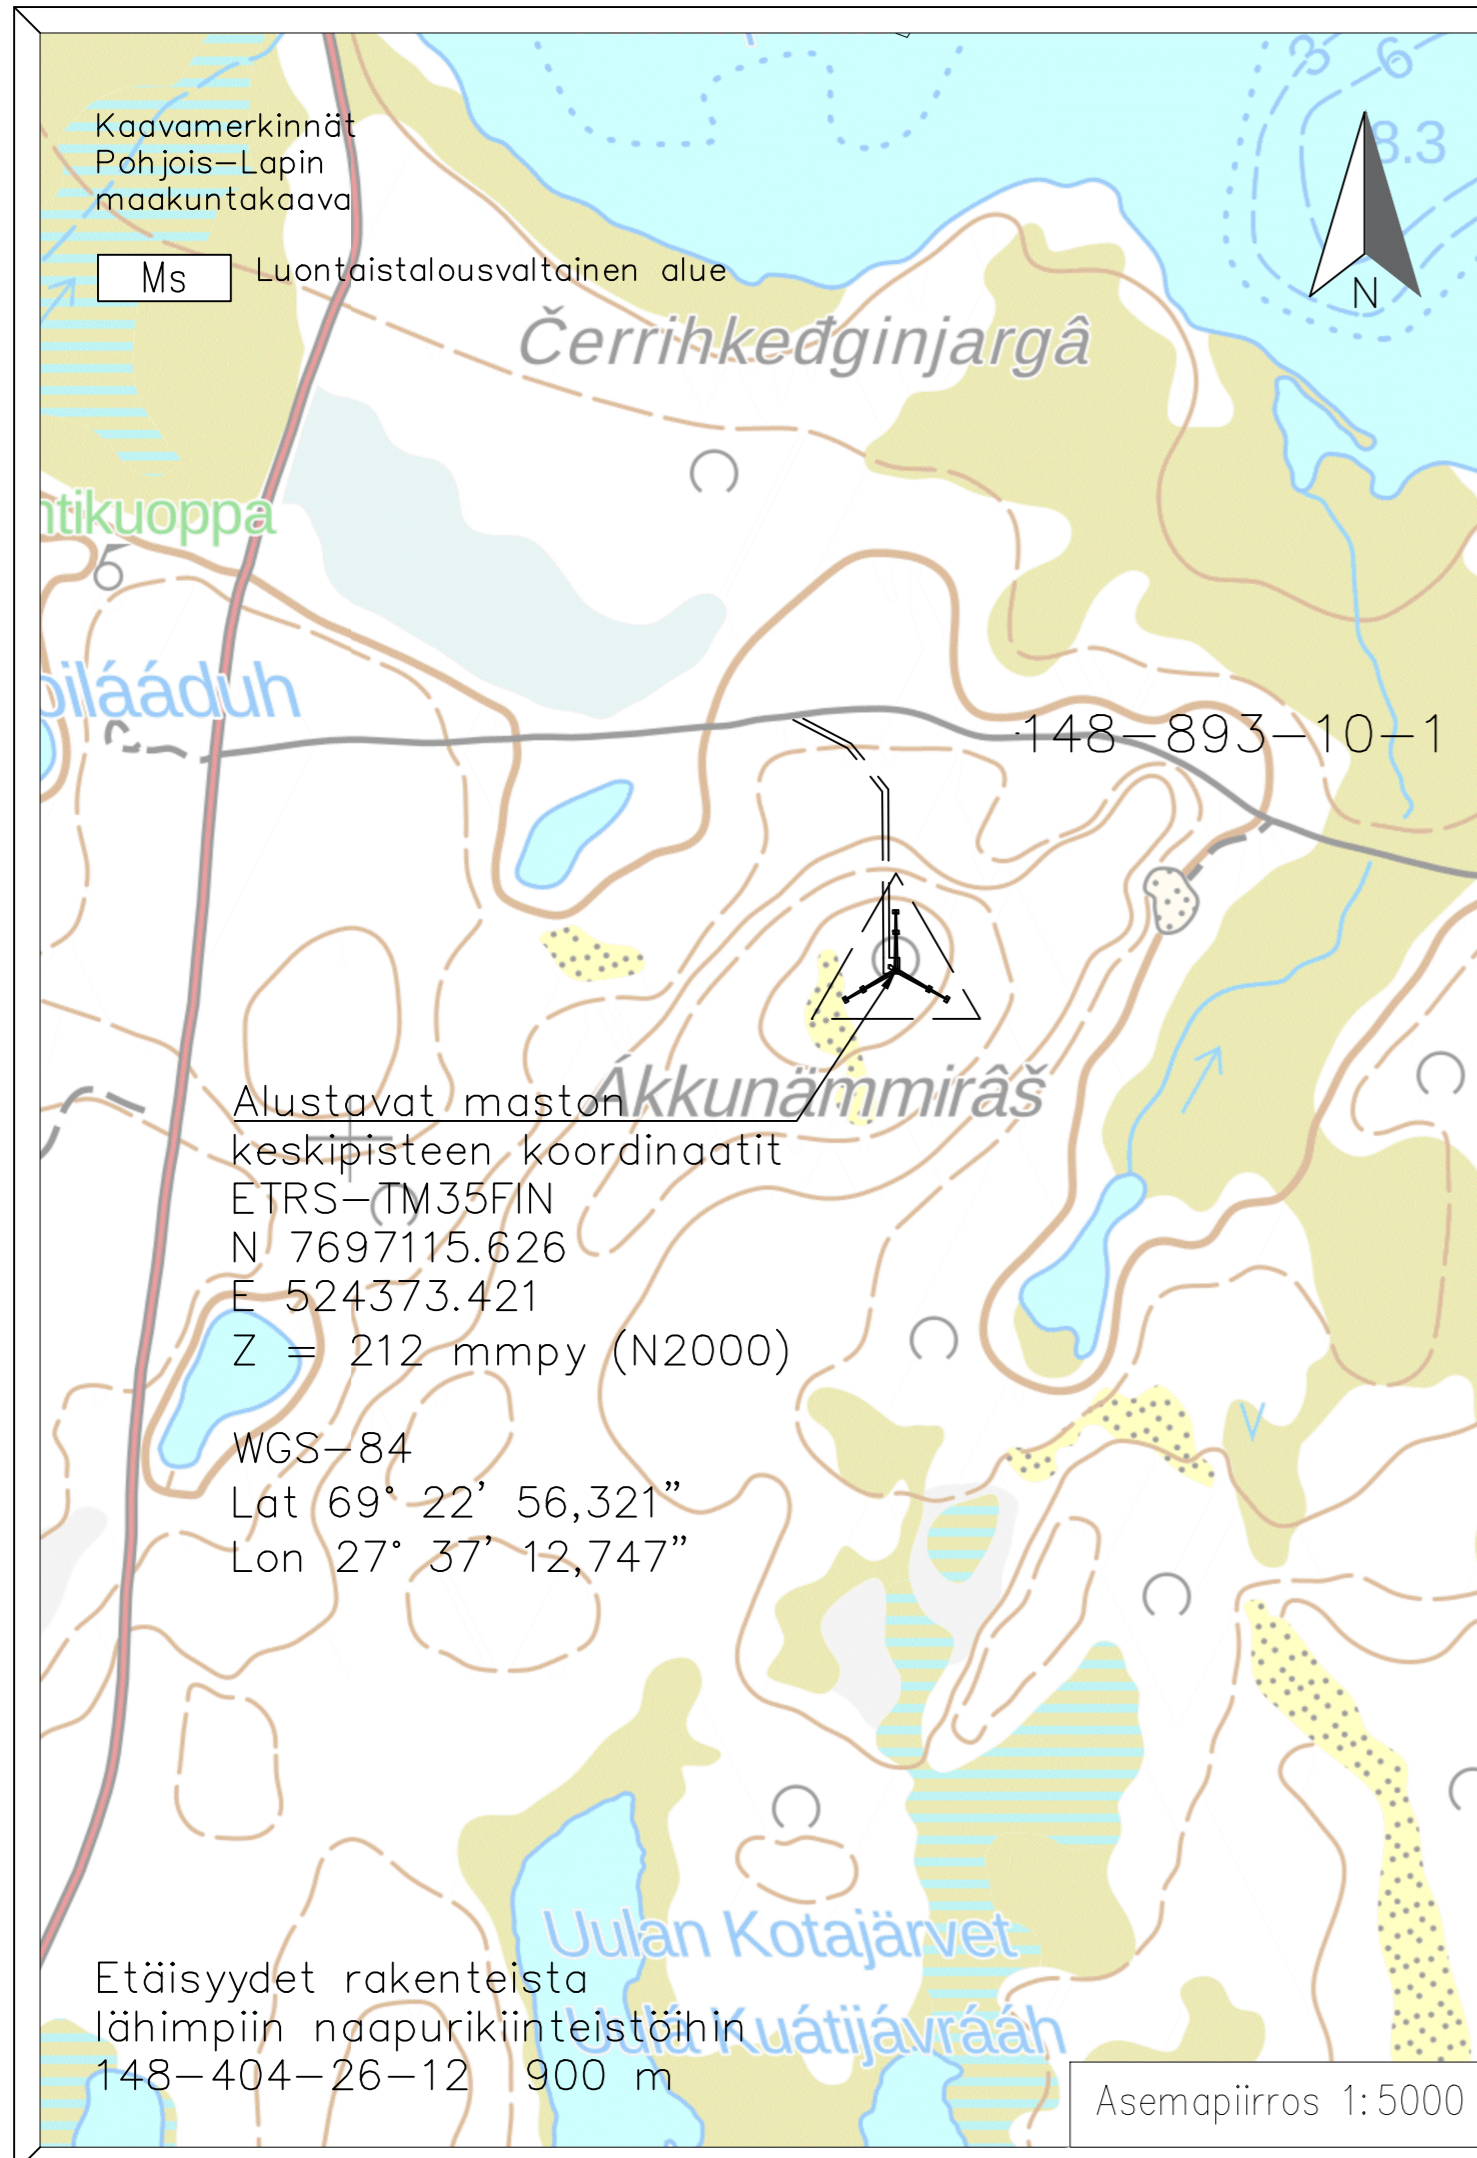 3
6
8.3
Kaavamerkinnät
Pohjois-Lapin
maakuntakaava
Ms Luontaistalousvaltainen alue
N
Čerrihkeđginjargâ
ntikuoppa
piláäduh
148-893-10-1
Ákkunämmirâš
Alustavat maston
keskipisteen koordinaatit
ETRS-TM35FIN
N 7697115.626
E 524373.421
Z = 212 mmpy (N2000)
WGS-84
Lat 69° 22' 56,321"
Lon 27° 37' 12,747"
Uulan Kotajärvet
Uulá Kuátijávrááh
Etäisyydet rakenteista
lähimpiin naapurikiinteistöihin
148-404-26-12 900 m
Asemapiirros 1:5000